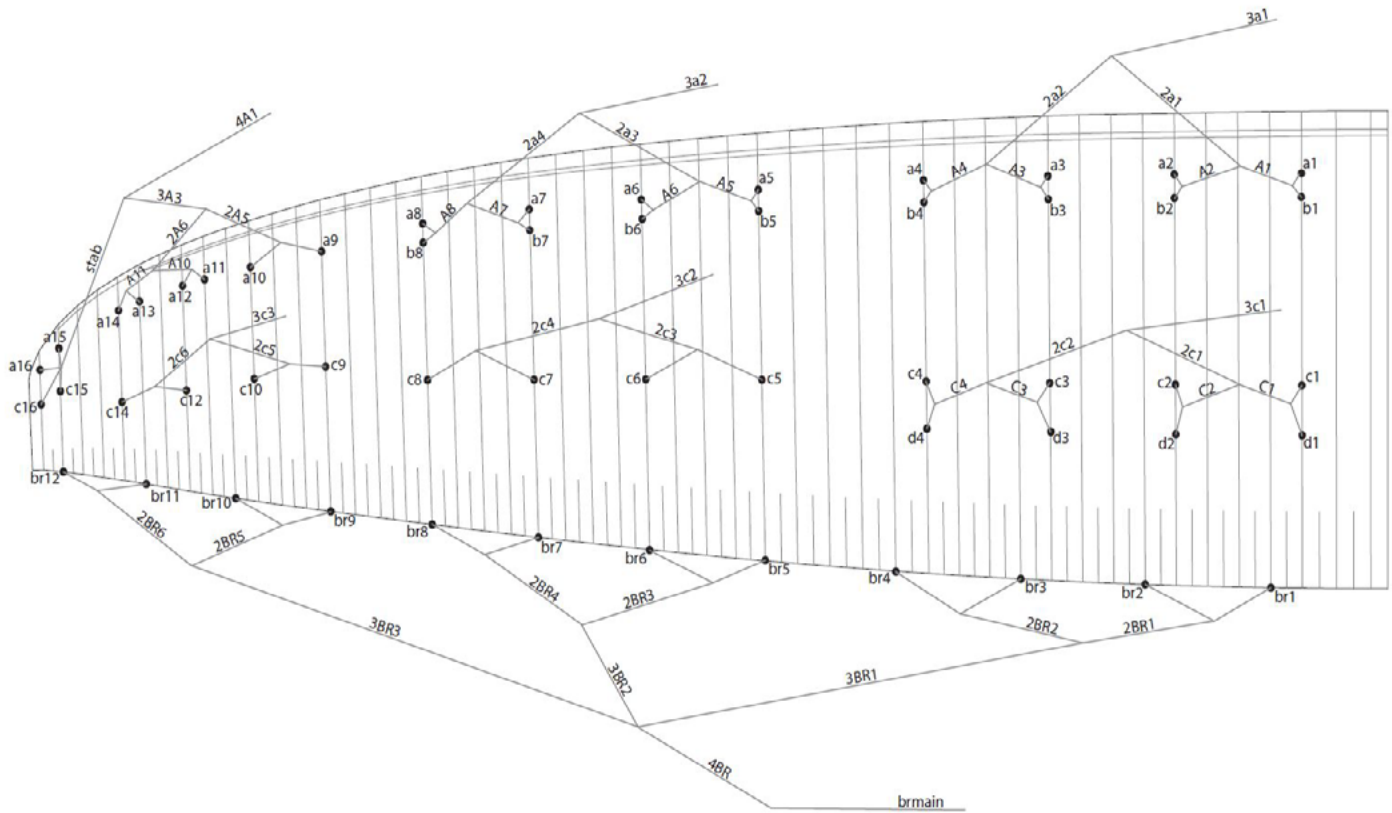 3a1
3a2
2a2
2a1
4A1
2a4
2a3
a4
A4
A3
a3
a2
A2
A1
a1
b4
b3
b2
b1
a6
A6
A5
a5
b6
b5
a8
A8
A7
a7
b8
b7
3A3
2A5
2A6
stab
a9
a10
A11
A10
a11
a12
a13
a14
a15
a16
c15
c16
3c3
2c6
2c5
c9
c10
c12
c14
3c2
2c4
2c3
c8
c7
c6
c5
3c1
2c2
2c1
c4
C4
C3
c3
c2
C2
C1
c1
d4
d3
d2
d1
br12
br11
br10
br9
br8
br7
br6
br5
br4
br3
br2
br1
2BR6
2BR5
2BR4
2BR3
2BR2
2BR1
3BR3
3BR2
3BR1
4BR
brmain